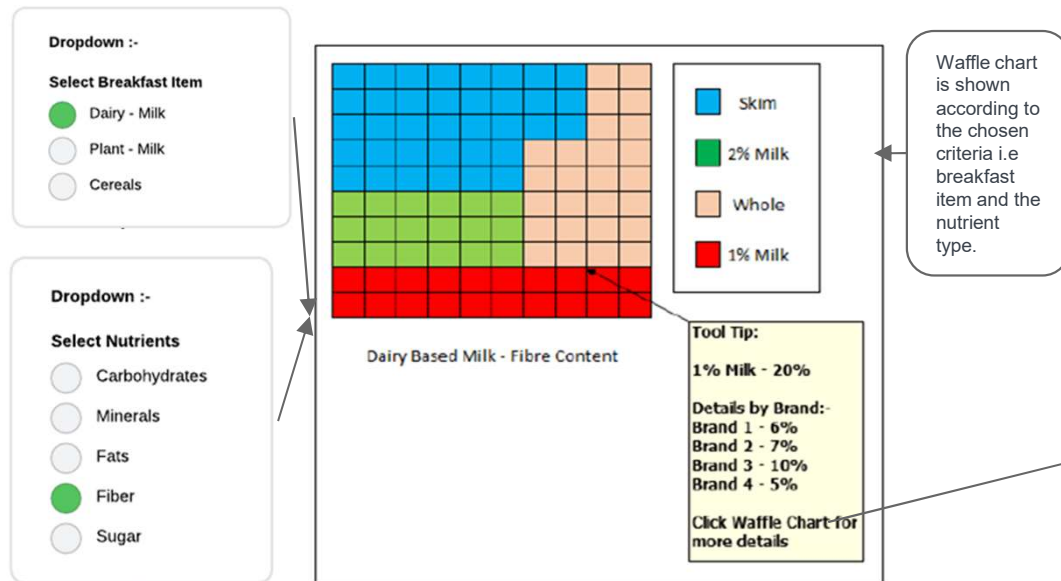 Dropdown :-
Select Breakfast Item
Dairy - Milk
Plant - Milk
Cereals
Dropdown :-
Select Nutrients
Carbohydrates
Minerals
Fats
Fiber
Sugar
Skim
2% Milk
Whole
1% Milk
Dairy Based Milk - Fibre Content
Tool Tip:
1% Milk - 20%
Details by Brand:-
Brand 1 - 6%
Brand 2 - 7%
Brand 3 - 10%
Brand 4 - 5%
Click Waffle Chart for
more details
Waffle chart
is shown
according to
the chosen
criteria i.e
breakfast
item and the
nutrient
type.